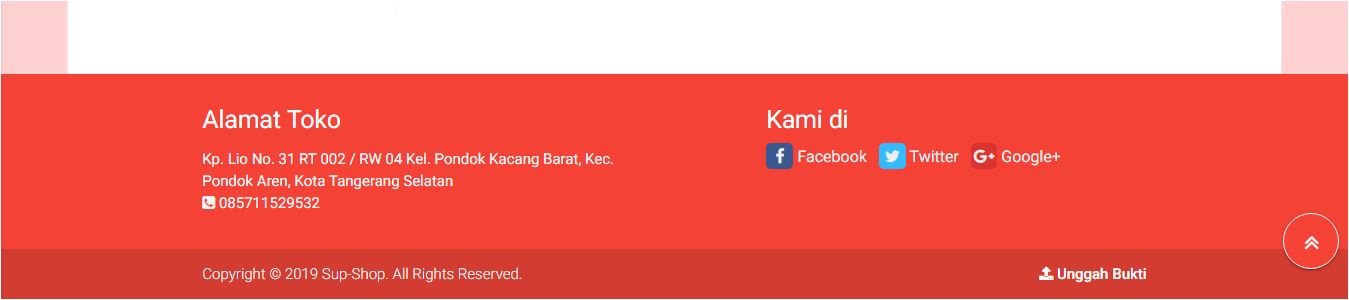 Alamat Toko
Kp. Lio No. 31 RT 002 / RW 04 Kel. Pondok Kacang Barat, Kec.
Pondok Aren, Kota Tangerang Selatan
085711529532
Kami di
Facebook Twitter Google+
Copyright © 2019 Sup-Shop. All Rights Reserved.
Unggah Bukti